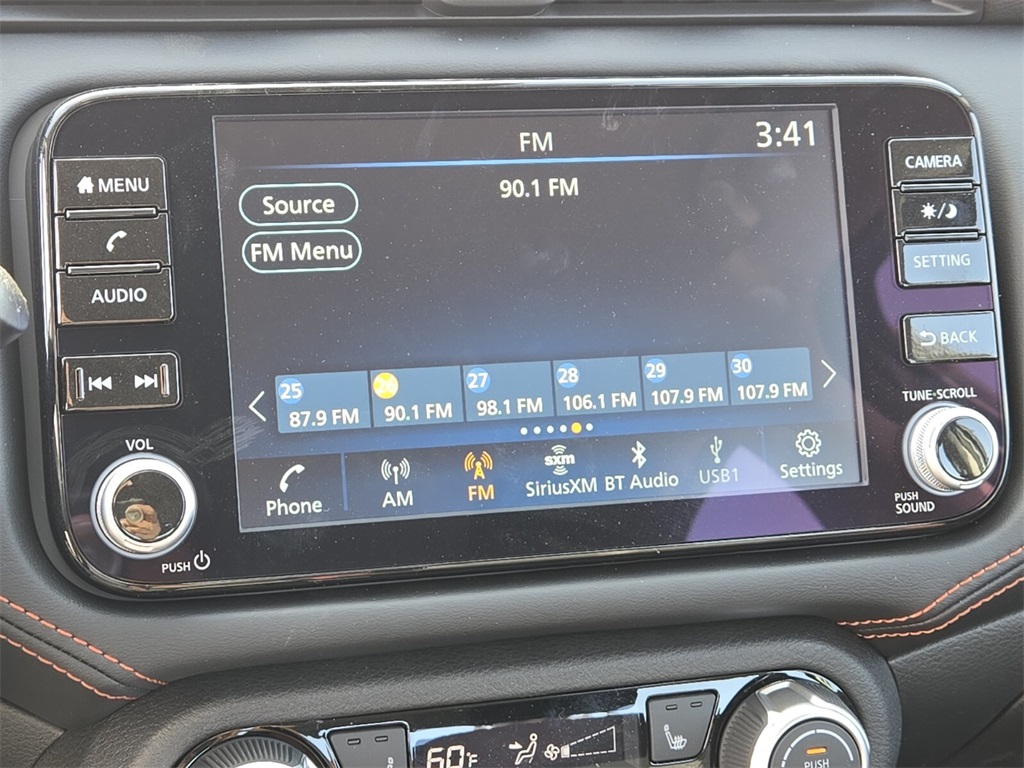 FM
3:41
90.1 FM
Source
FM Menu
MENU
AUDIO
VOL
PUSH
CAMERA
SETTING
BACK
TUNE•SCROLL
PUSH
SOUND
25 26 27 28 29 30
87.9 FM 90.1 FM 98.1 FM 106.1 FM 107.9 FM 107.9 FM
Phone AM FM SiriusXM BT Audio USB1 Settings
sxm
60°F
PUSH